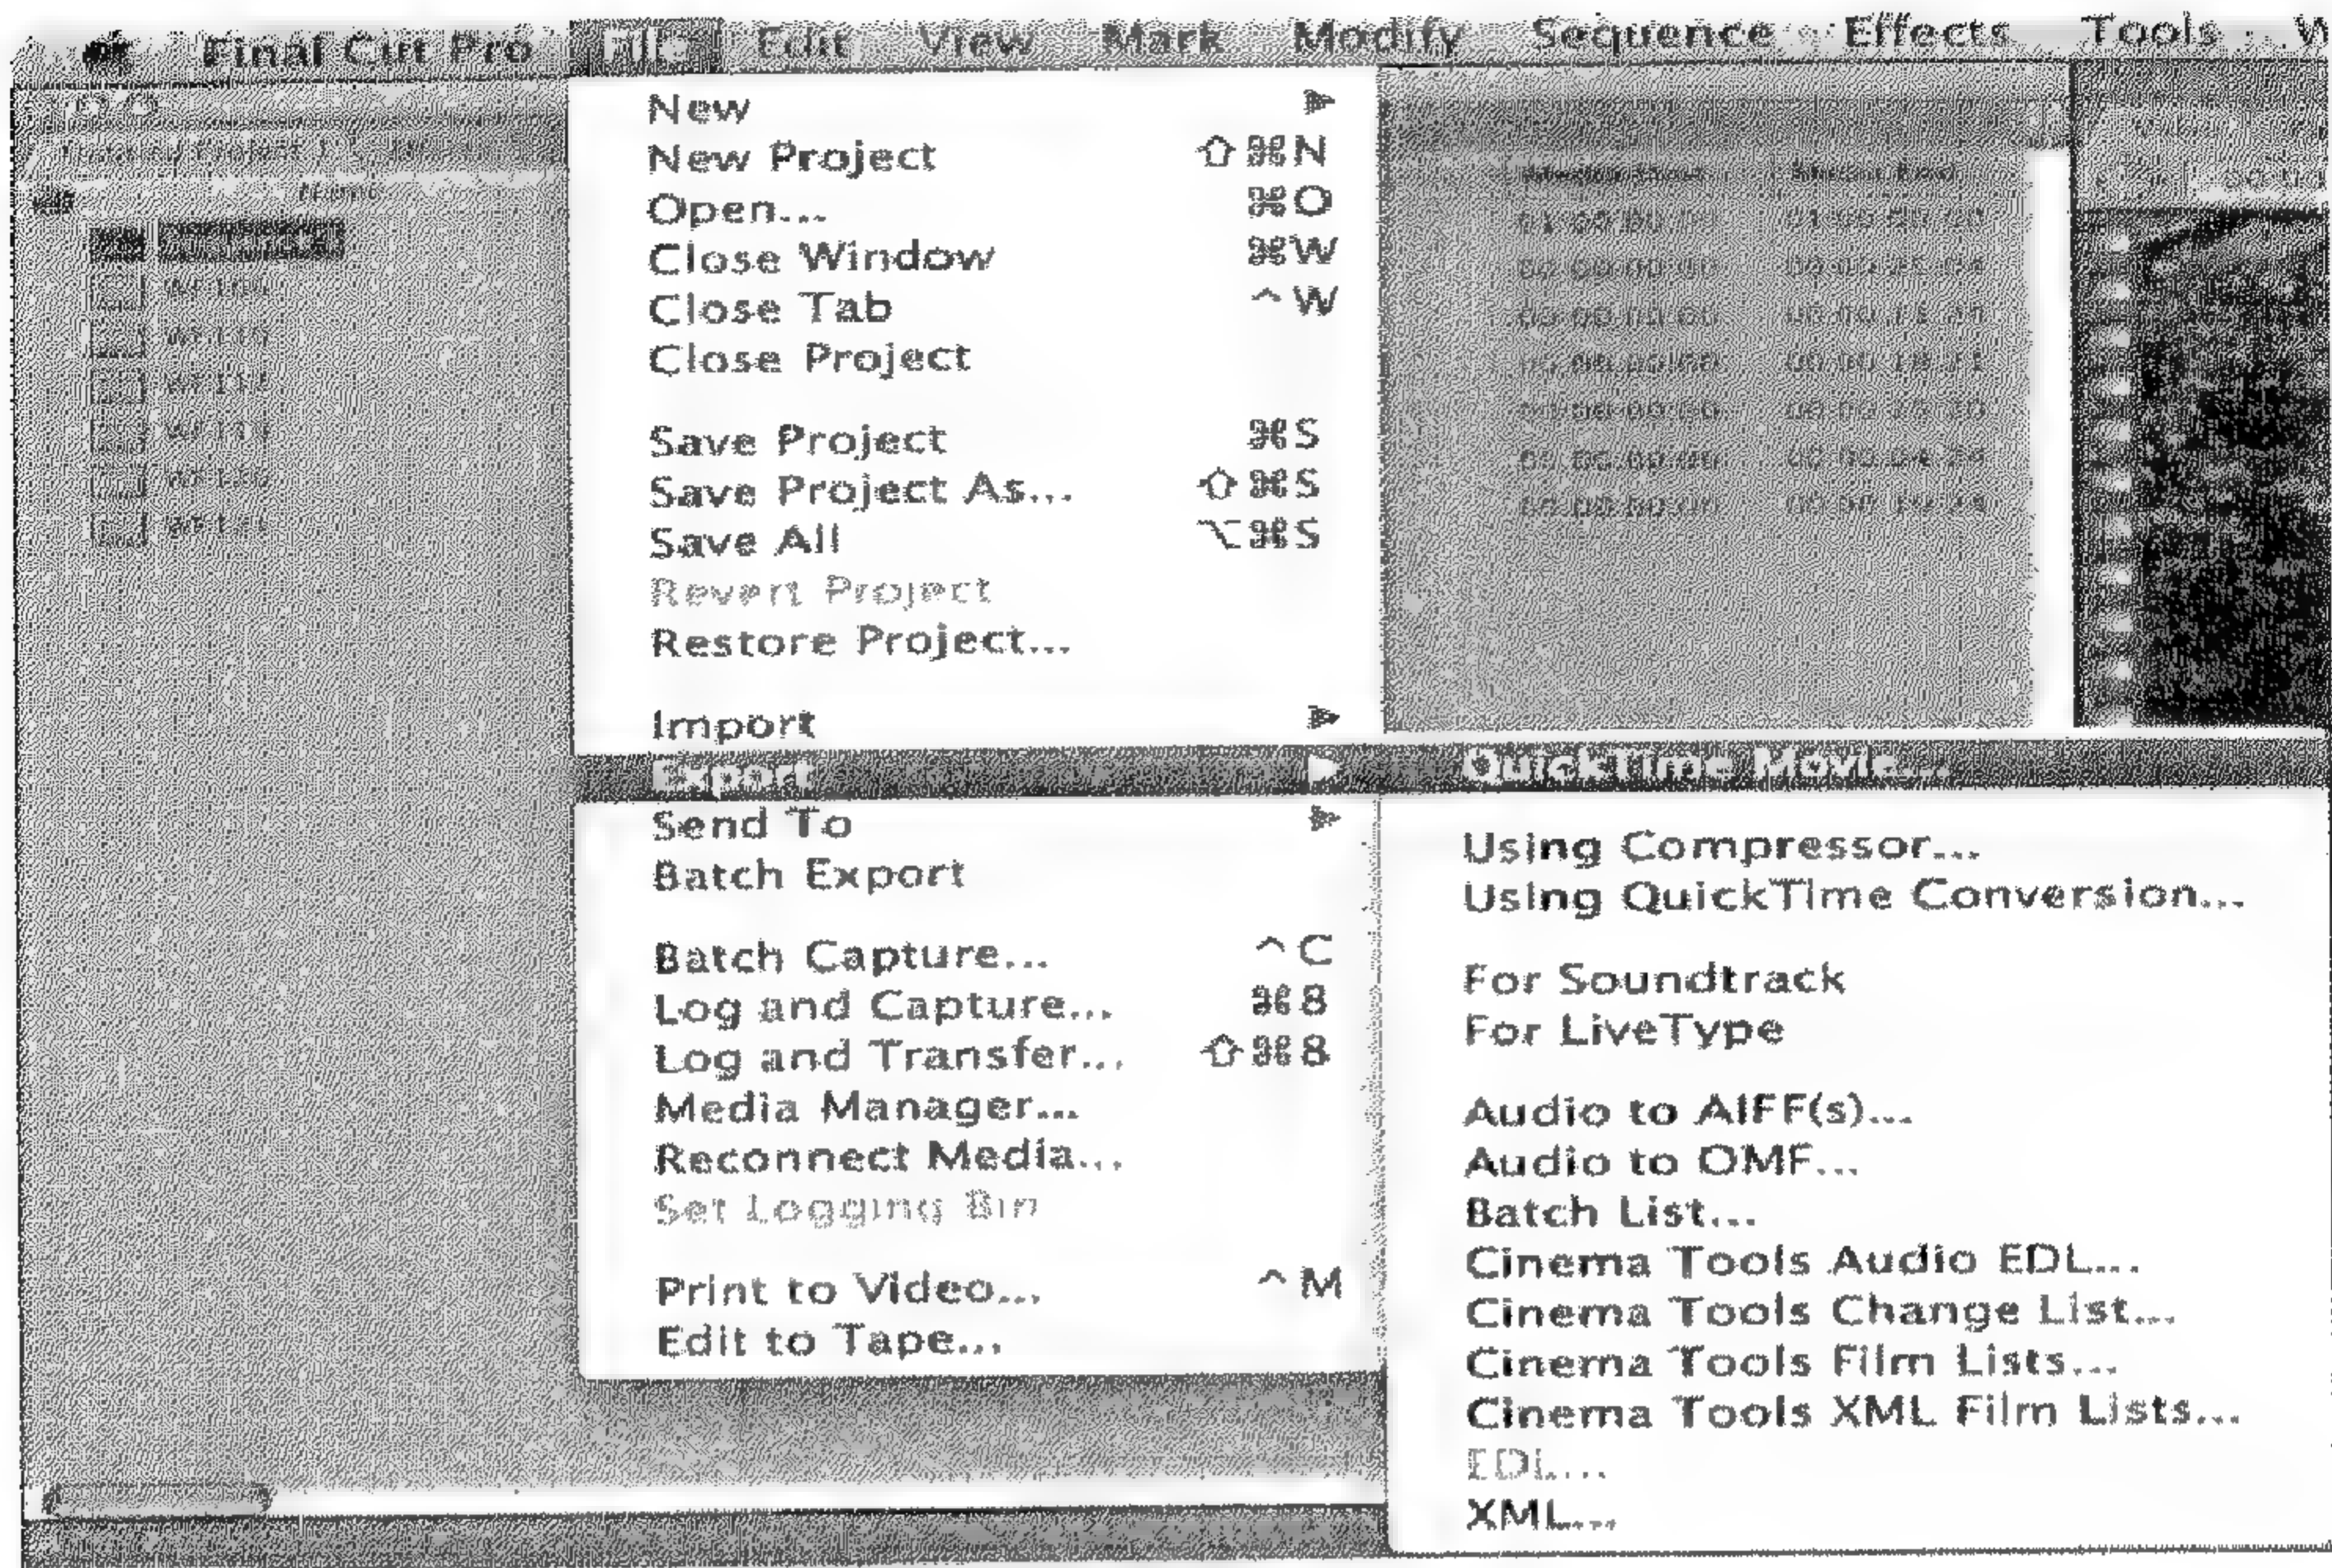 Final Cut Pro File Edit View Mark Modify Sequence Effects Tools
New
New Project ⇧⌘N
Open... ⌘O
Close Window ⌘W
Close Tab ^W
Close Project
Save Project ⌘S
Save Project As... ⇧⌘S
Save All ⌥⌘S
Revert Project
Restore Project...
Import
Export
Send To
Batch Export
Batch Capture... ^C
Log and Capture... ⌘8
Log and Transfer... ⇧⌘8
Media Manager...
Reconnect Media...
Set Logging Bin
Print to Video... ^M
Edit to Tape...
QuickTime Movie...
Using Compressor...
Using QuickTime Conversion...
For Soundtrack
For LiveType
Audio to AIFF(s)...
Audio to OMF...
Batch List...
Cinema Tools Audio EDL...
Cinema Tools Change List...
Cinema Tools Film Lists...
Cinema Tools XML Film Lists...
EDL...
XML...
Name